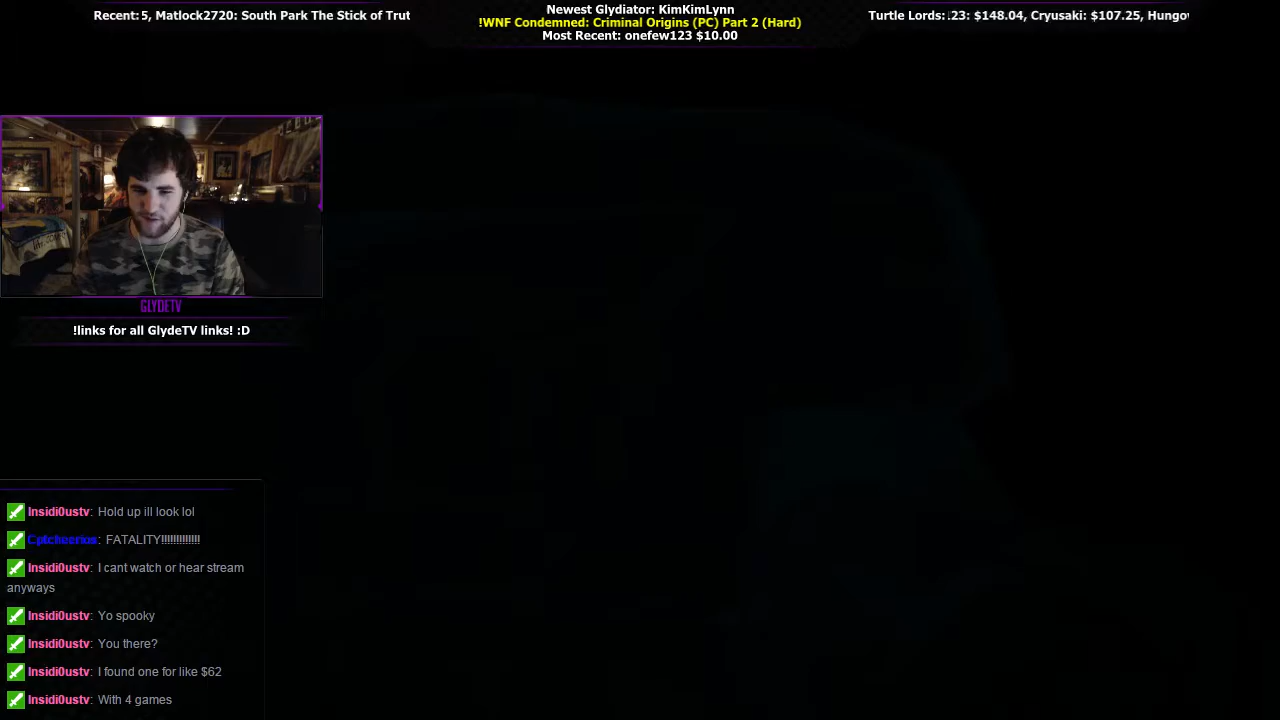 Recent: 5, Matlock2720: South Park The Stick of Trut
Newest Glydiator: KimKimLynn
!WNF Condemned: Criminal Origins (PC) Part 2 (Hard)
Most Recent: onefew123 $10.00
Turtle Lords: 23: $148.04, Cryusaki: $107.25, Hungov
GLYDETV
!links for all GlydeTV links! :D
Insidi0ustv: Hold up ill look lol
Cptcheerios: FATALITY!!!!!!!!!!!!!
Insidi0ustv: I cant watch or hear stream
anyways
Insidi0ustv: Yo spooky
Insidi0ustv: You there?
Insidi0ustv: I found one for like $62
Insidi0ustv: With 4 games